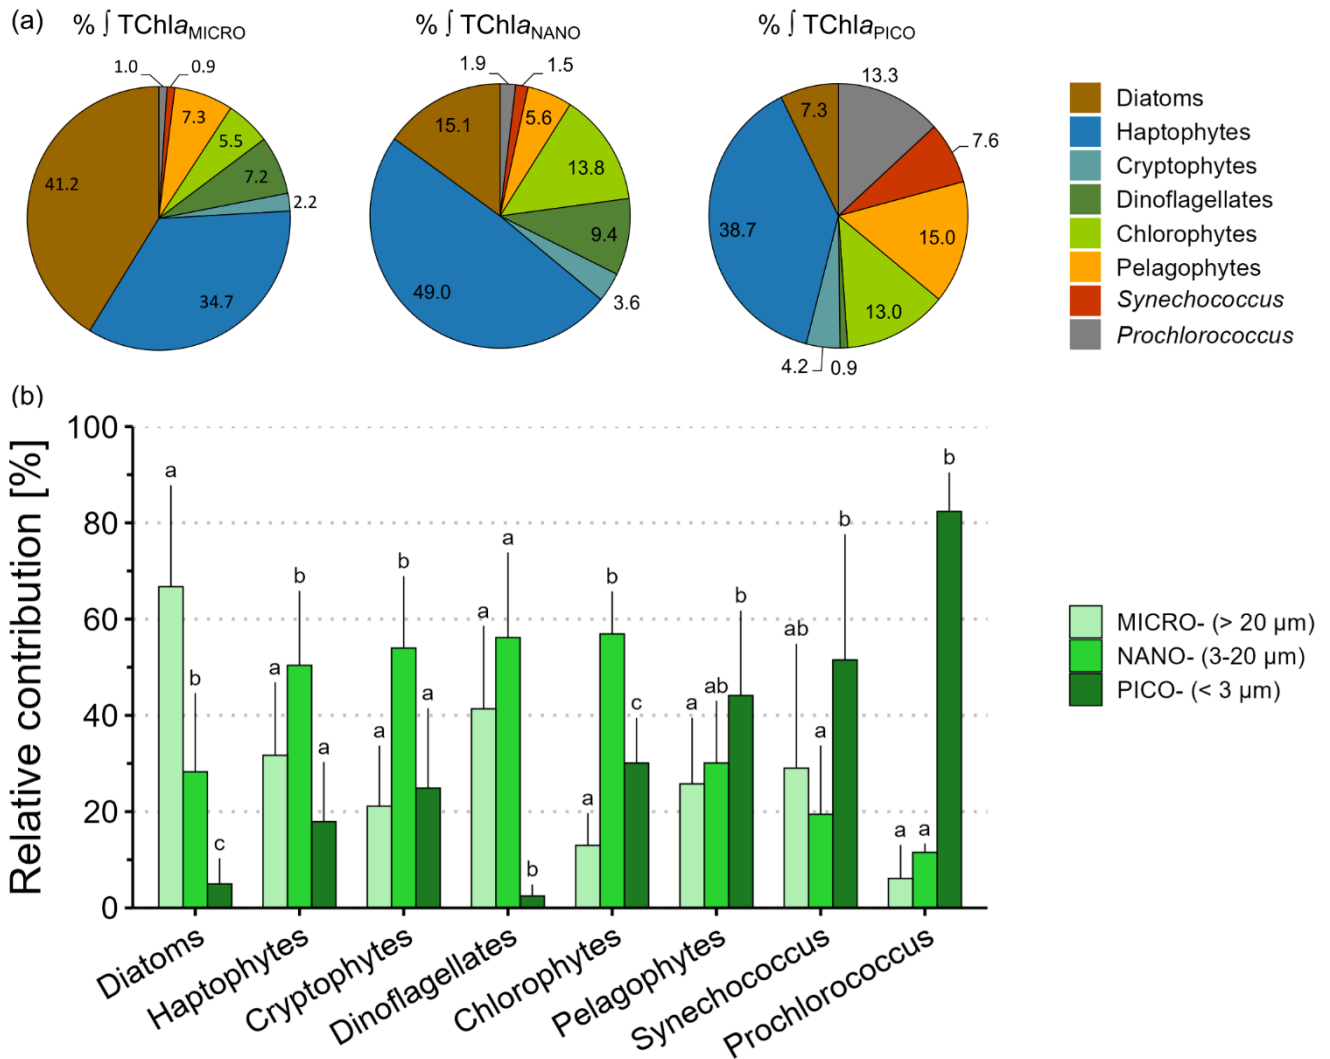 (a)
% ∫ TChlaMICRO
% ∫ TChlaNANO
% ∫ TChlaPICO
1.0
0.9
7.3
5.5
7.2
2.2
34.7
41.2
1.9
1.5
5.6
13.8
9.4
3.6
49.0
15.1
13.3
7.6
15.0
13.0
0.9
4.2
38.7
7.3
Diatoms
Haptophytes
Cryptophytes
Dinoflagellates
Chlorophytes
Pelagophytes
Synechococcus
Prochlorococcus
(b)
Relative contribution [%]
100
80
60
40
20
0
a
b
c
a
b
a
a
b
a
a
a
b
a
b
c
a
ab
b
ab
a
b
a
a
b
Diatoms
Haptophytes
Cryptophytes
Dinoflagellates
Chlorophytes
Pelagophytes
Synechococcus
Prochlorococcus
MICRO- (> 20 µm)
NANO- (3-20 µm)
PICO- (< 3 µm)